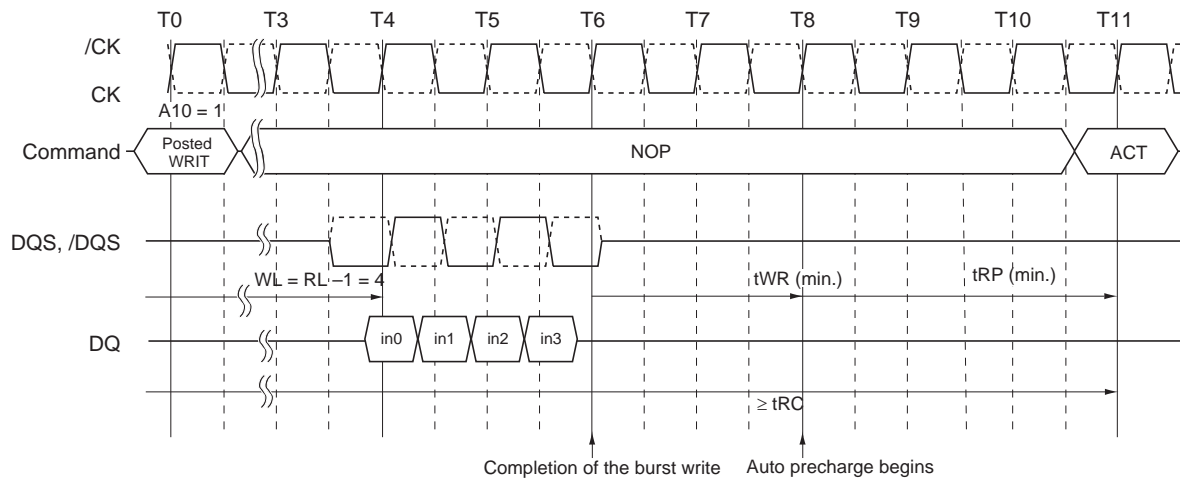 T0 T3 T4 T5 T6 T7 T8 T9 T10 T11
/CK
CK
A10 = 1
Command Posted WRIT NOP ACT
DQS, /DQS
WL = RL –1 = 4 tWR (min.) tRP (min.)
DQ in0 in1 in2 in3
≥ tRC
Completion of the burst write Auto precharge begins